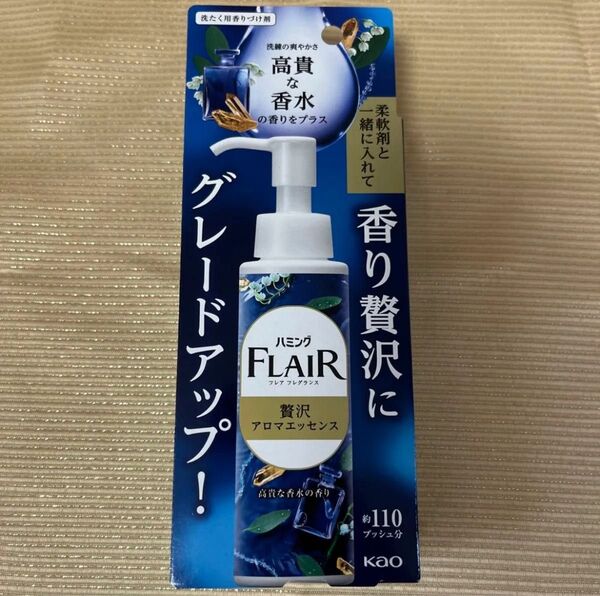 洗たく用香りづけ剤
洗練の爽やかさ
高貴
な
香水
の香りをプラス
柔軟剤と
一緒に入れて
香り贅沢に
グレードアップ!
ハミング
FLAIR
フレア フレグランス
贅沢
アロマエッセンス
高貴な香水の香り
約110
プッシュ分
Kao